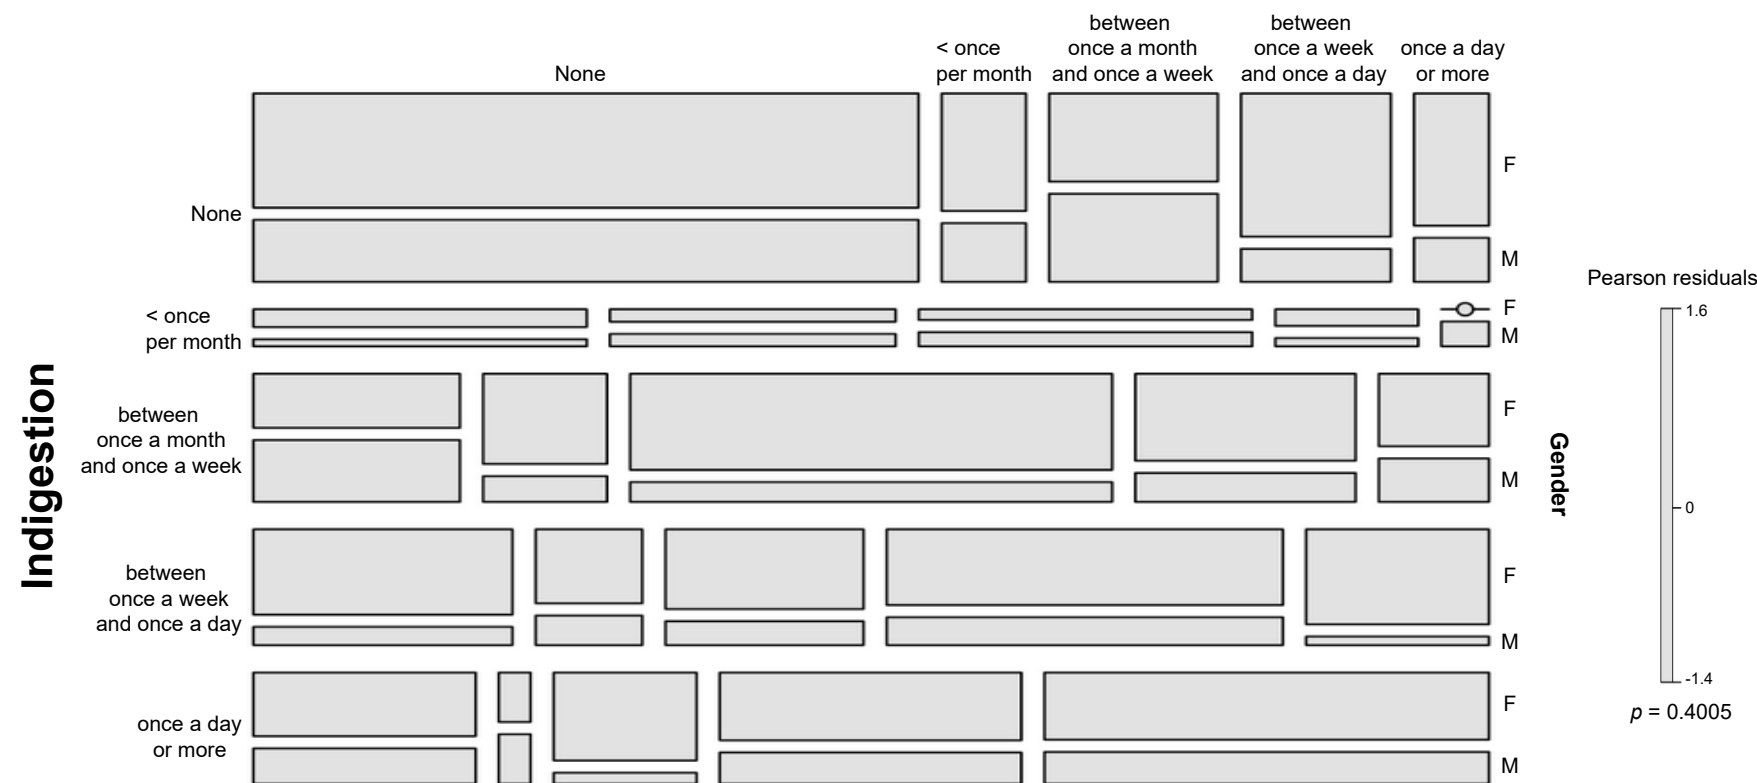 None
< once
per month
between
once a month
and once a week
between
once a week
and once a day
once a day
or more
None
F
M
< once
per month
F
M
between
once a month
and once a week
F
M
between
once a week
and once a day
F
M
once a day
or more
F
M
Indigestion
Gender
Pearson residuals
1.6
0
-1.4
p = 0.4005